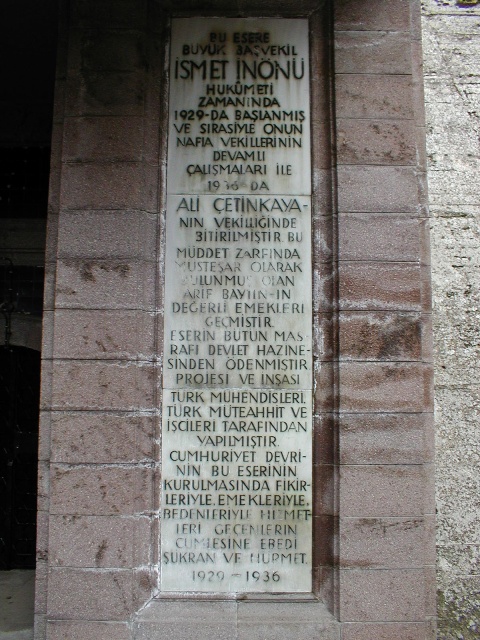 BU ESERE
BÜYÜK BAŞVEKİL
İSMET İNÖNÜ
HUKÛMETİ
ZAMANINDA
1929-DA BAŞLANMIŞ
VE SIRASİYLE ONUN
NAFIA VEKİLLERİNİN
DEVAMLI
ÇALIŞMALARI İLE
1936-DA
ALİ ÇETİNKAYA-
NIN VEKİLLİĞİNDE
BİTİRİLMİŞTİR BU
MÜDDET ZARFINDA
MÜSTEŞAR OLARAK
BULUNMUŞ OLAN
ARİF BAYTIN-IN
DEĞERLİ EMEKLERİ
GEÇMİŞTİR.
ESERİN BÜTÜN MAS-
RAFI DEVLET HAZİNE-
SİNDEN ÖDENMİŞTİR
PROJESİ VE İNŞASI
TÜRK MÜHENDİSLERİ.
TÜRK MÜTEAHHİT VE
İŞCİLERİ TARAFINDAN
YAPILMIŞTIR.
CUMHURİYET DEVRİ-
NİN BU ESERİNİN
KURULMASINDA FİKİR-
LERİYLE, EMEKLERİYLE,
BEDENLERİYLE HİZMET
LERİ GEÇENLERİN
CÜMLESİNE EBEDÎ
ŞÜKRAN VE HÜRMET.
1929-1936